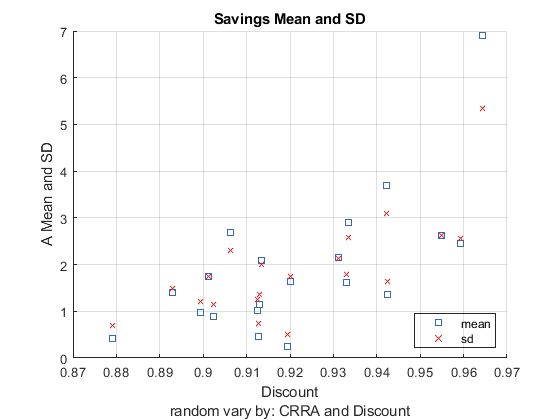 Savings Mean and SD
A Mean and SD
7
6
5
4
3
2
1
0
0.87 0.88 0.89 0.9 0.91 0.92 0.93 0.94 0.95 0.96 0.97
mean
sd
Discount
random vary by: CRRA and Discount